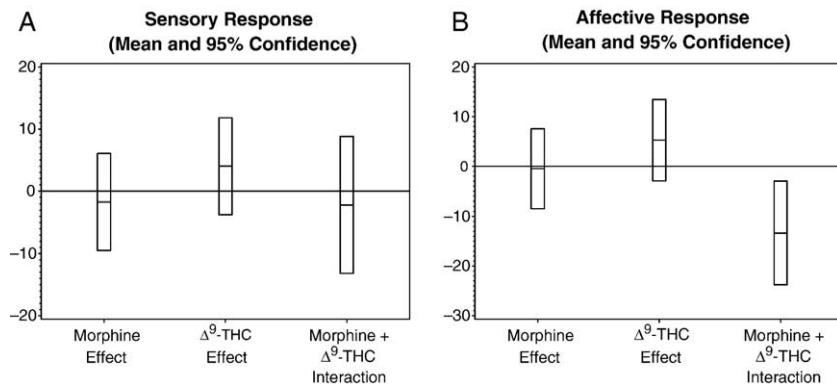 A
Sensory Response
(Mean and 95% Confidence)
20
10
0
–10
–20
Morphine
Effect
Δ⁹-THC
Effect
Morphine +
Δ⁹-THC
Interaction
B
Affective Response
(Mean and 95% Confidence)
20
10
0
–10
–20
–30
Morphine
Effect
Δ⁹-THC
Effect
Morphine +
Δ⁹-THC
Interaction